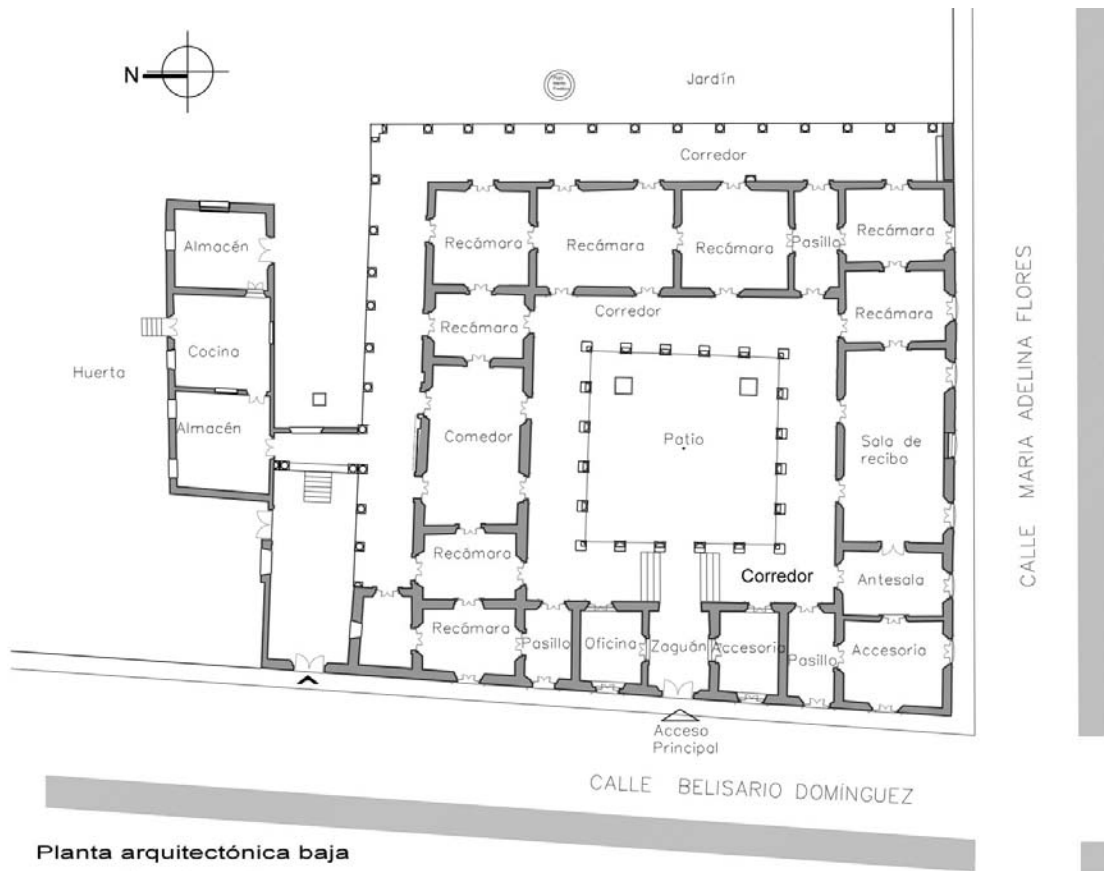 N
Jardín
Corredor
Almacén
Recámara
Recámara
Recámara
Pasillo
Recámara
Corredor
Recámara
Recámara
Cocina
Huerta
Almacén
Comedor
Patio
Sala de
recibo
CALLE MARIA ADELINA FLORES
Recámara
Corredor
Antesala
Recámara
Pasillo
Oficina
Zaguán
Accesoria
Pasillo
Accesoria
Acceso
Principal
CALLE BELISARIO DOMÍNGUEZ
Planta arquitectónica baja